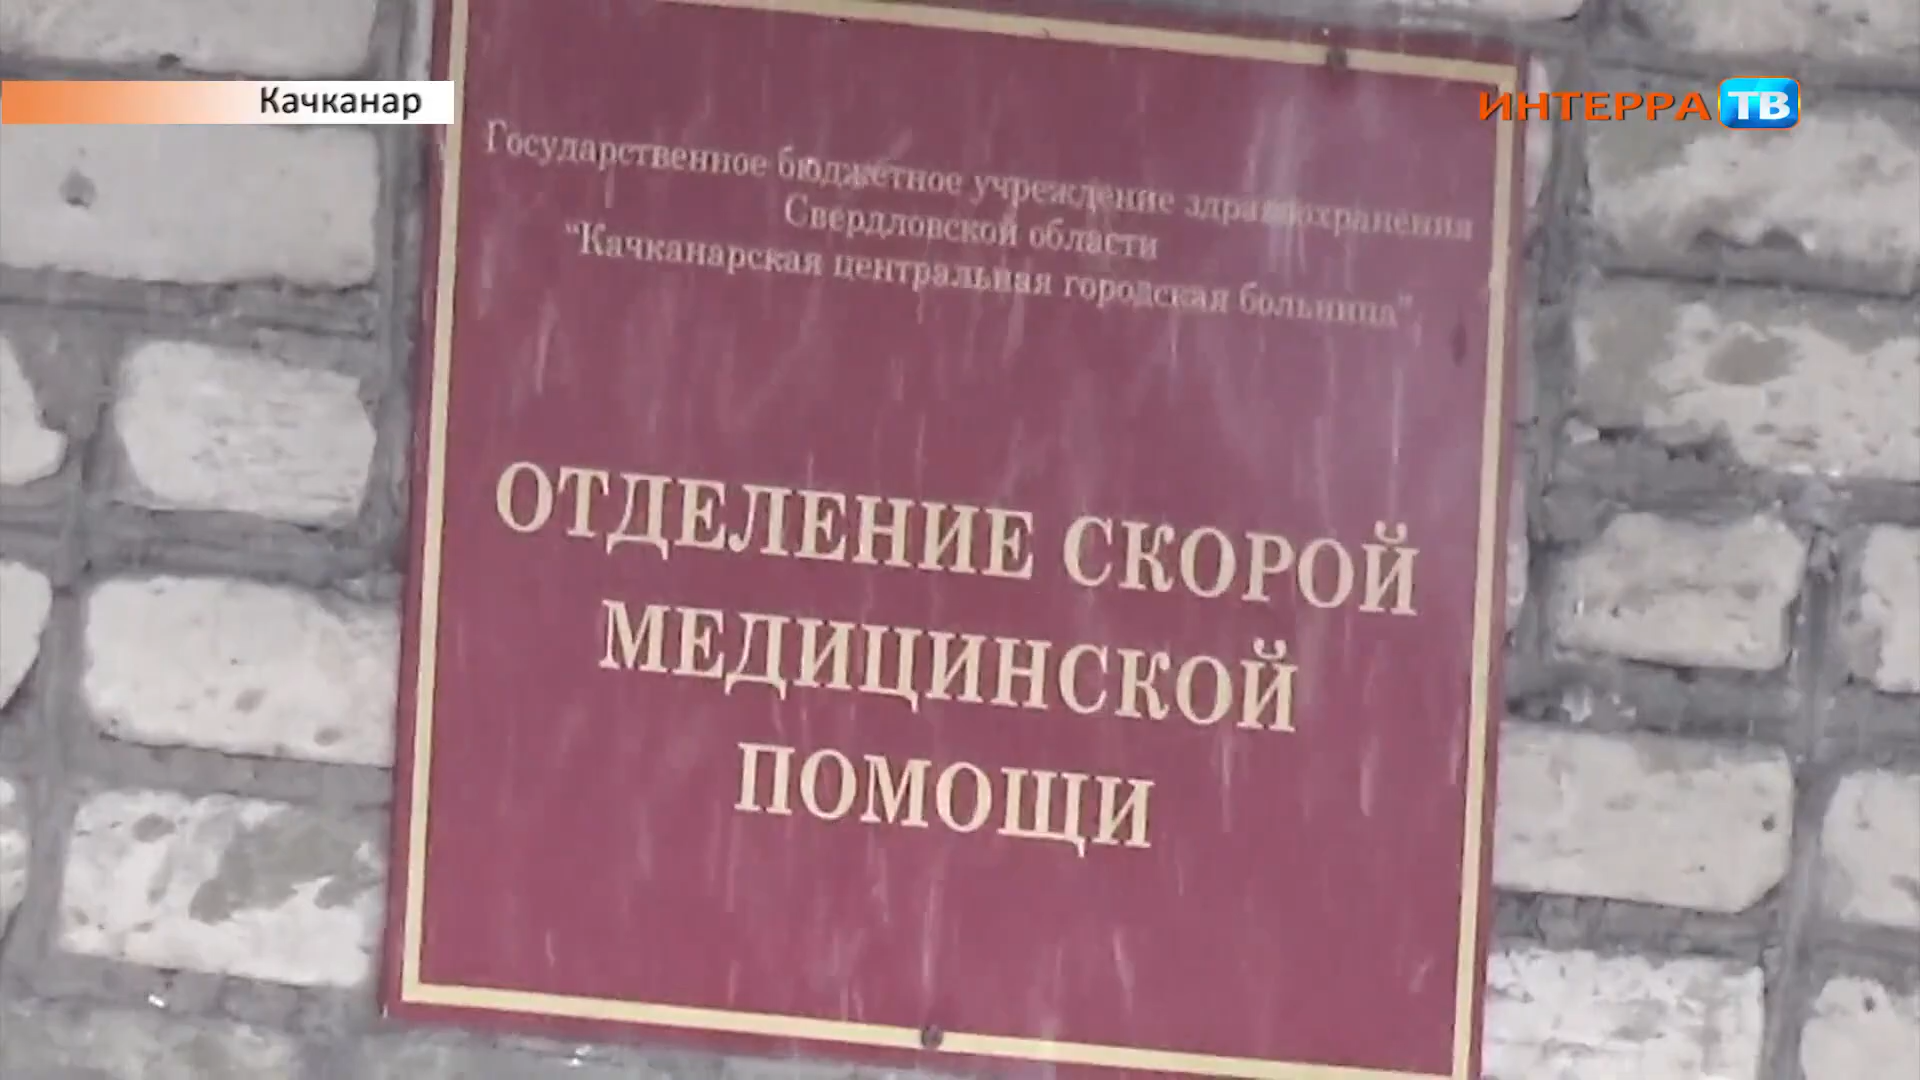 Качканар
ИНТЕРРА ТВ
Государственное бюджетное учреждение здравоохранения
Свердловской области
“Качканарская центральная городская больница”
ОТДЕЛЕНИЕ СКОРОЙ
МЕДИЦИНСКОЙ
ПОМОЩИ